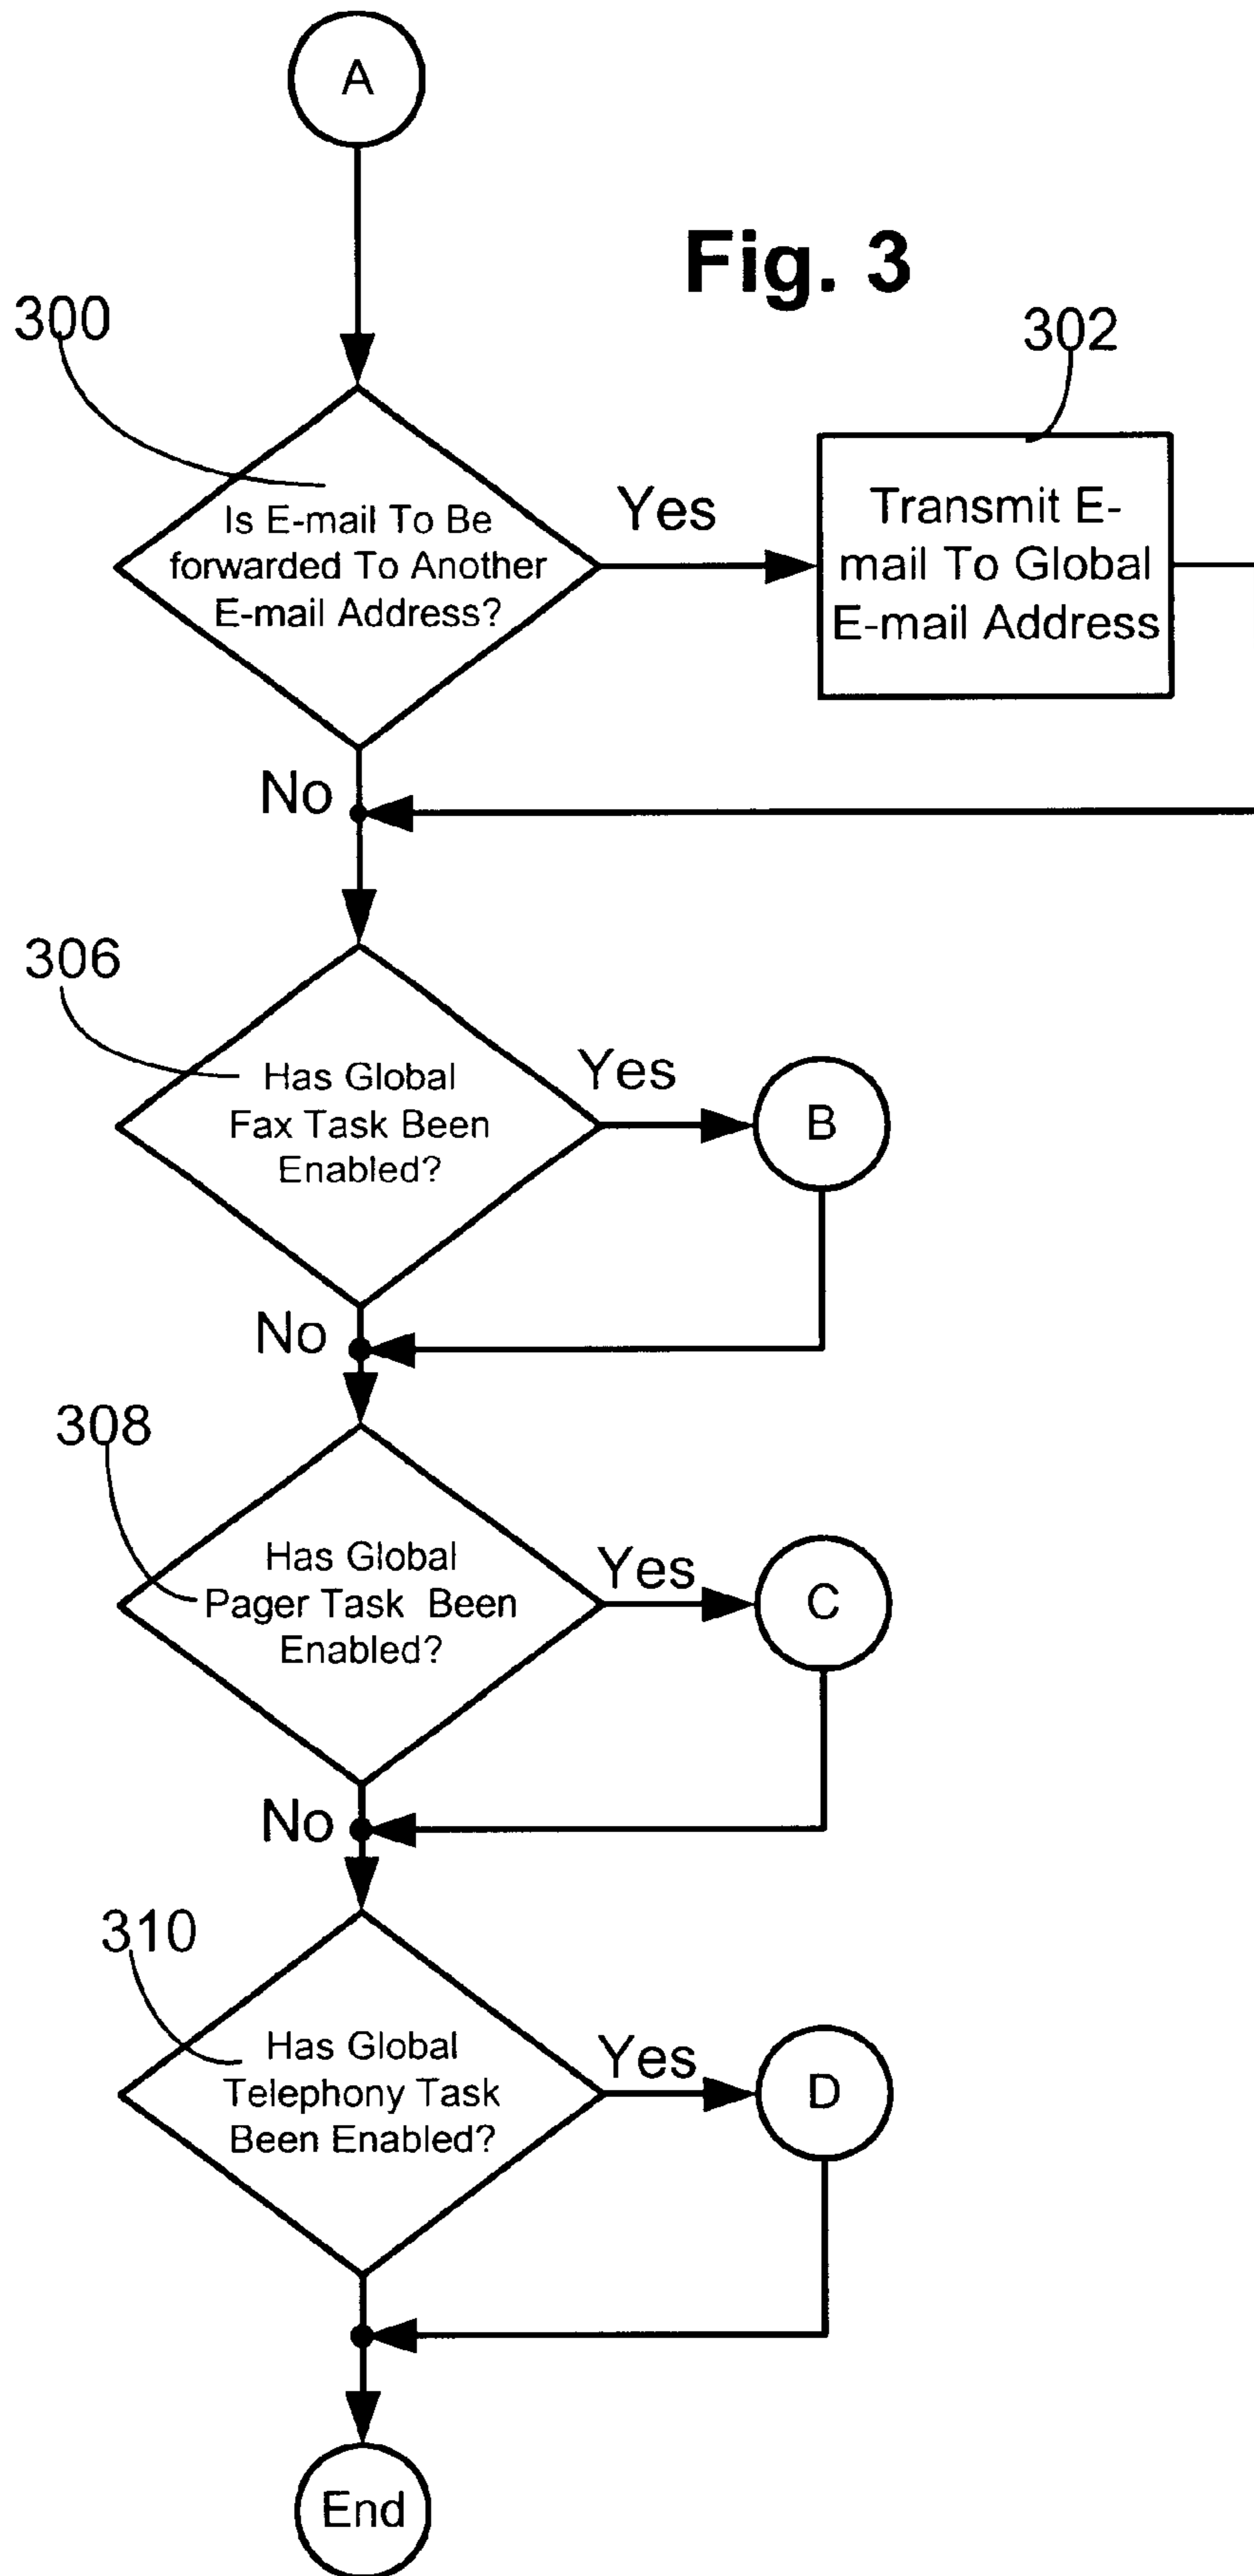 A
Fig. 3
300
302
Is E-mail To Be
forwarded To Another
E-mail Address?
Yes
Transmit E-
mail To Global
E-mail Address
No
306
Has Global
Fax Task Been
Enabled?
Yes
B
No
308
Has Global
Pager Task Been
Enabled?
Yes
C
No
310
Has Global
Telephony Task
Been Enabled?
Yes
D
End